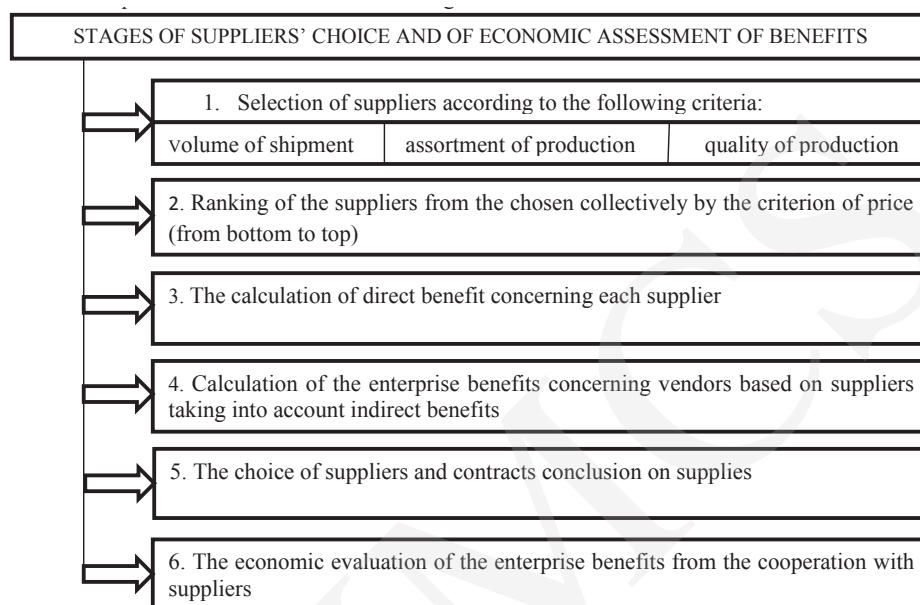 STAGES OF SUPPLIERS’ CHOICE AND OF ECONOMIC ASSESSMENT OF BENEFITS
1. Selection of suppliers according to the following criteria:
volume of shipment assortment of production quality of production
2. Ranking of the suppliers from the chosen collectively by the criterion of price
(from bottom to top)
3. The calculation of direct benefit concerning each supplier
4. Calculation of the enterprise benefits concerning vendors based on suppliers
taking into account indirect benefits
5. The choice of suppliers and contracts conclusion on supplies
6. The economic evaluation of the enterprise benefits from the cooperation with
suppliers